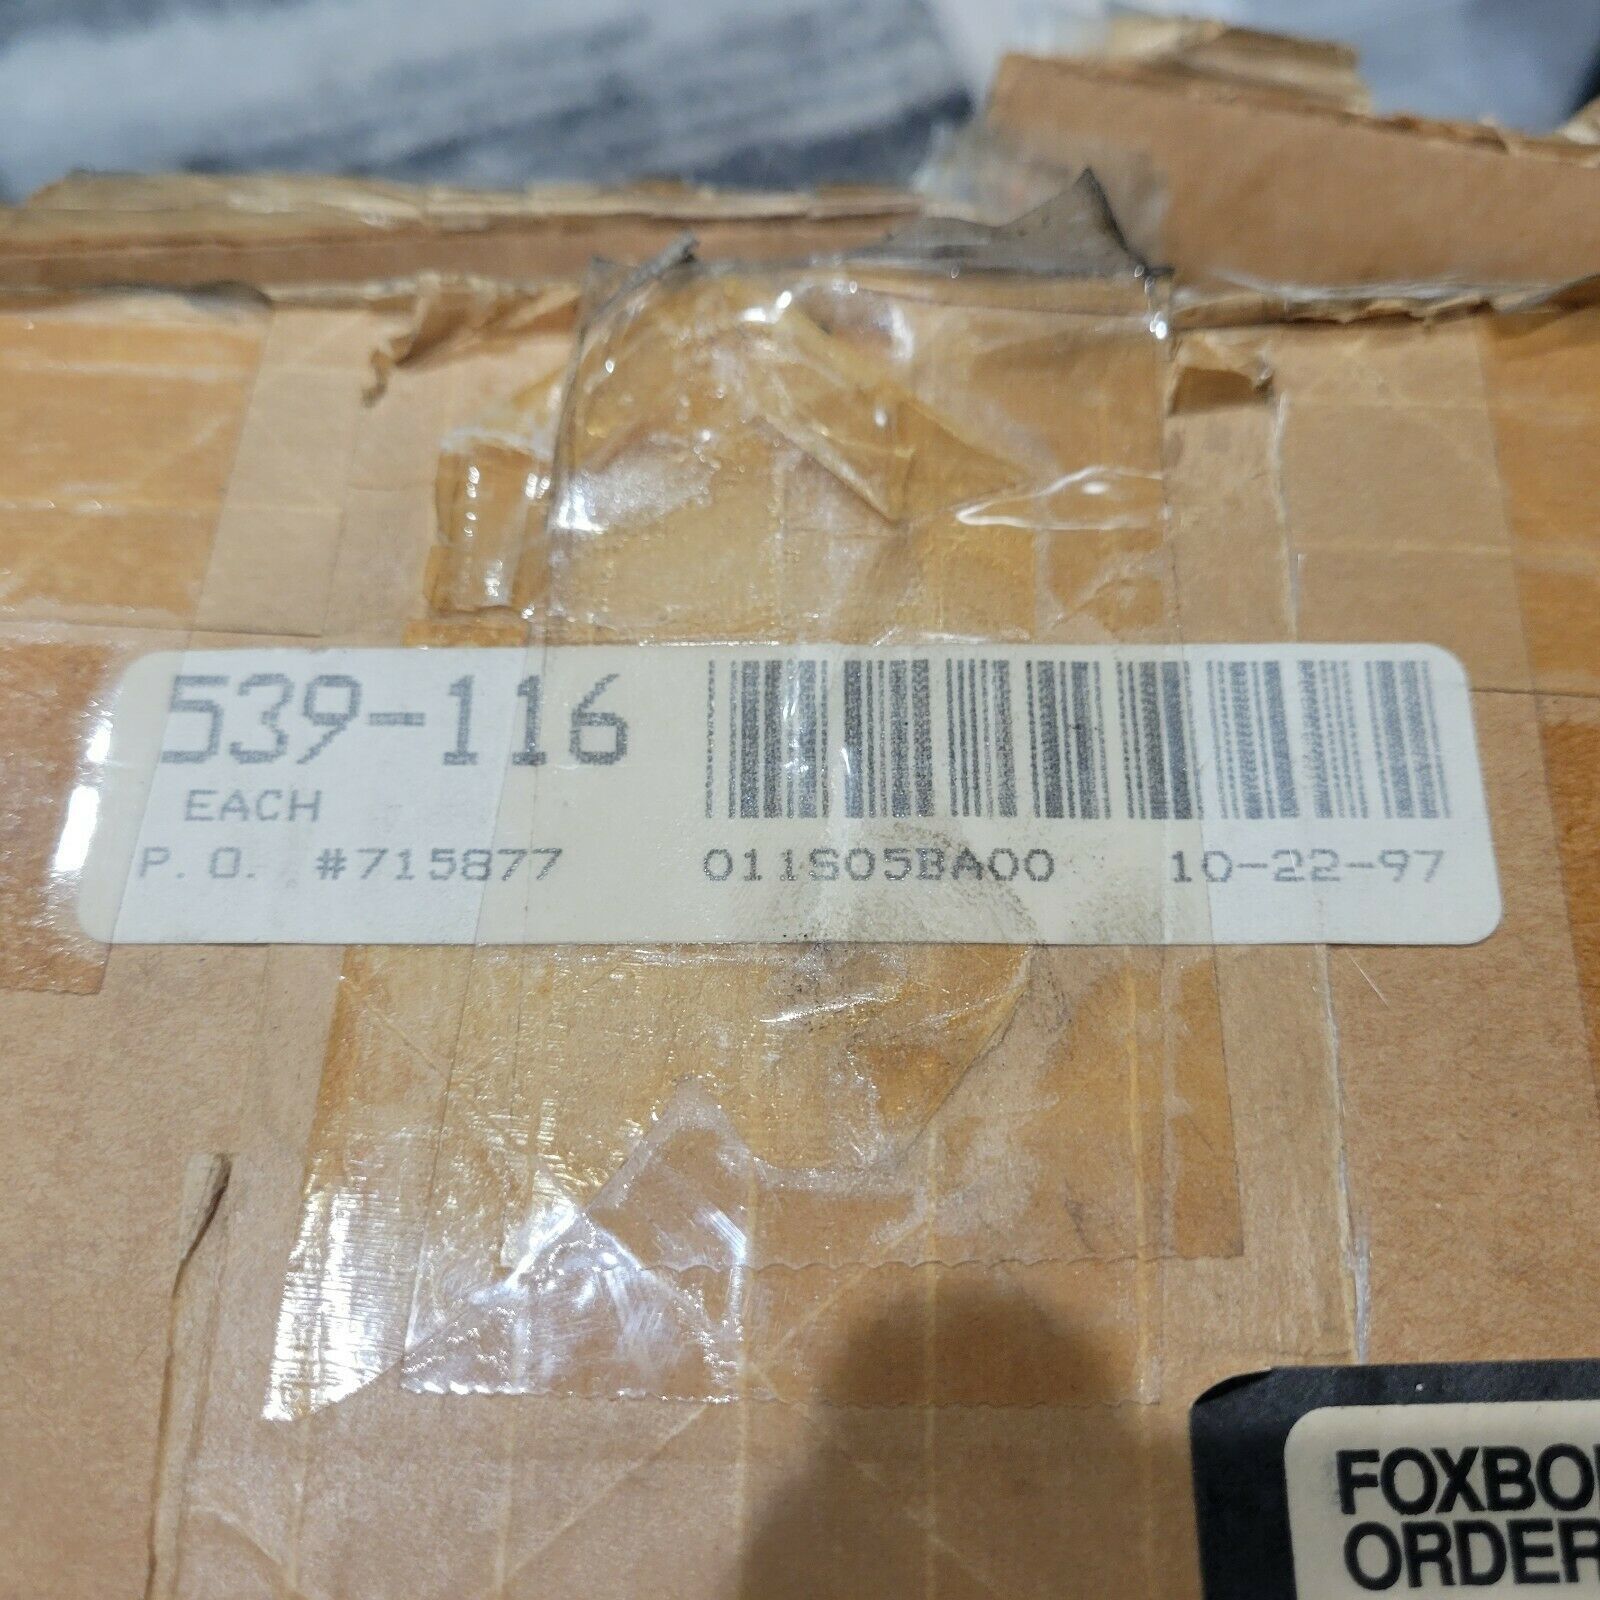 539-116
EACH
P.O. #715877 011S05BA00 10-22-97
FOXBO
ORDER